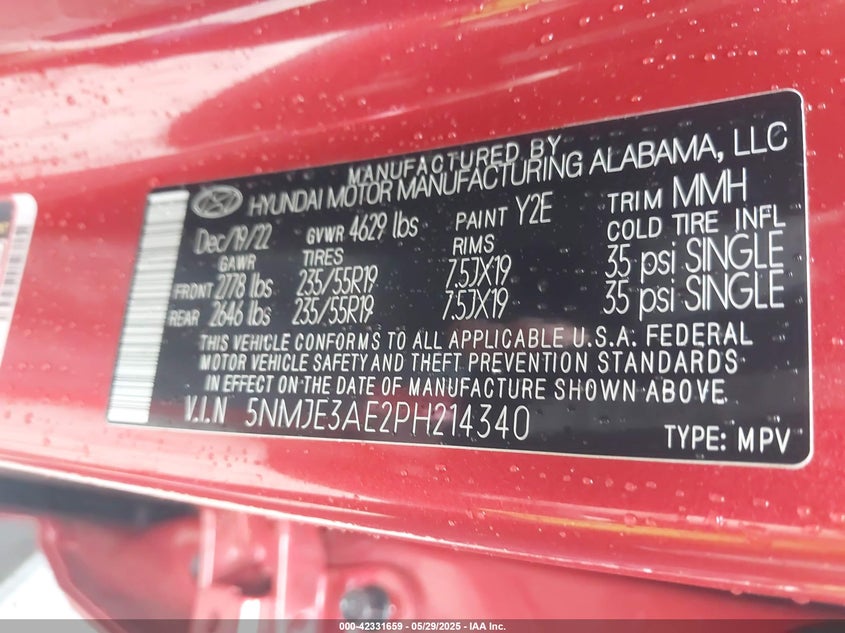 MANUFACTURED BY
HYUNDAI MOTOR MANUFACTURING ALABAMA, LLC
Dec/19/22 GVWR 4629 lbs PAINT Y2E TRIM MMH
GAWR TIRES RIMS COLD TIRE INFL
FRONT 2778 lbs 235/55R19 7.5JX19 35 psi SINGLE
REAR 2646 lbs 235/55R19 7.5JX19 35 psi SINGLE
THIS VEHICLE CONFORMS TO ALL APPLICABLE U.S.A. FEDERAL
MOTOR VEHICLE SAFETY AND THEFT PREVENTION STANDARDS
IN EFFECT ON THE DATE OF MANUFACTURE SHOWN ABOVE.
V.I.N 5NMJE3AE2PH214340
TYPE: MPV
000-42331659 - 05/29/2025 - IAA Inc.